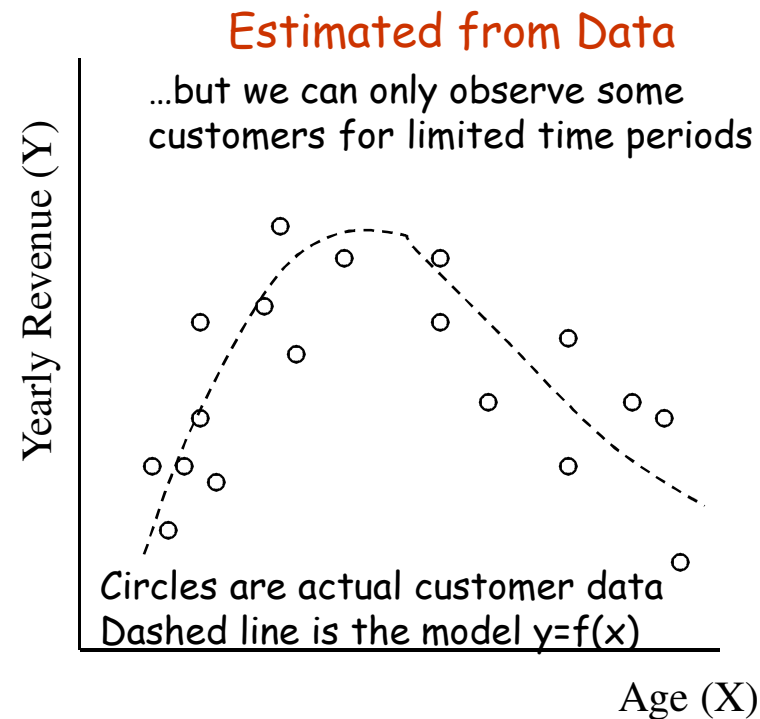 Estimated from Data
…but we can only observe some
customers for limited time periods
Yearly Revenue (Y)
Circles are actual customer data
Dashed line is the model y=f(x)
Age (X)